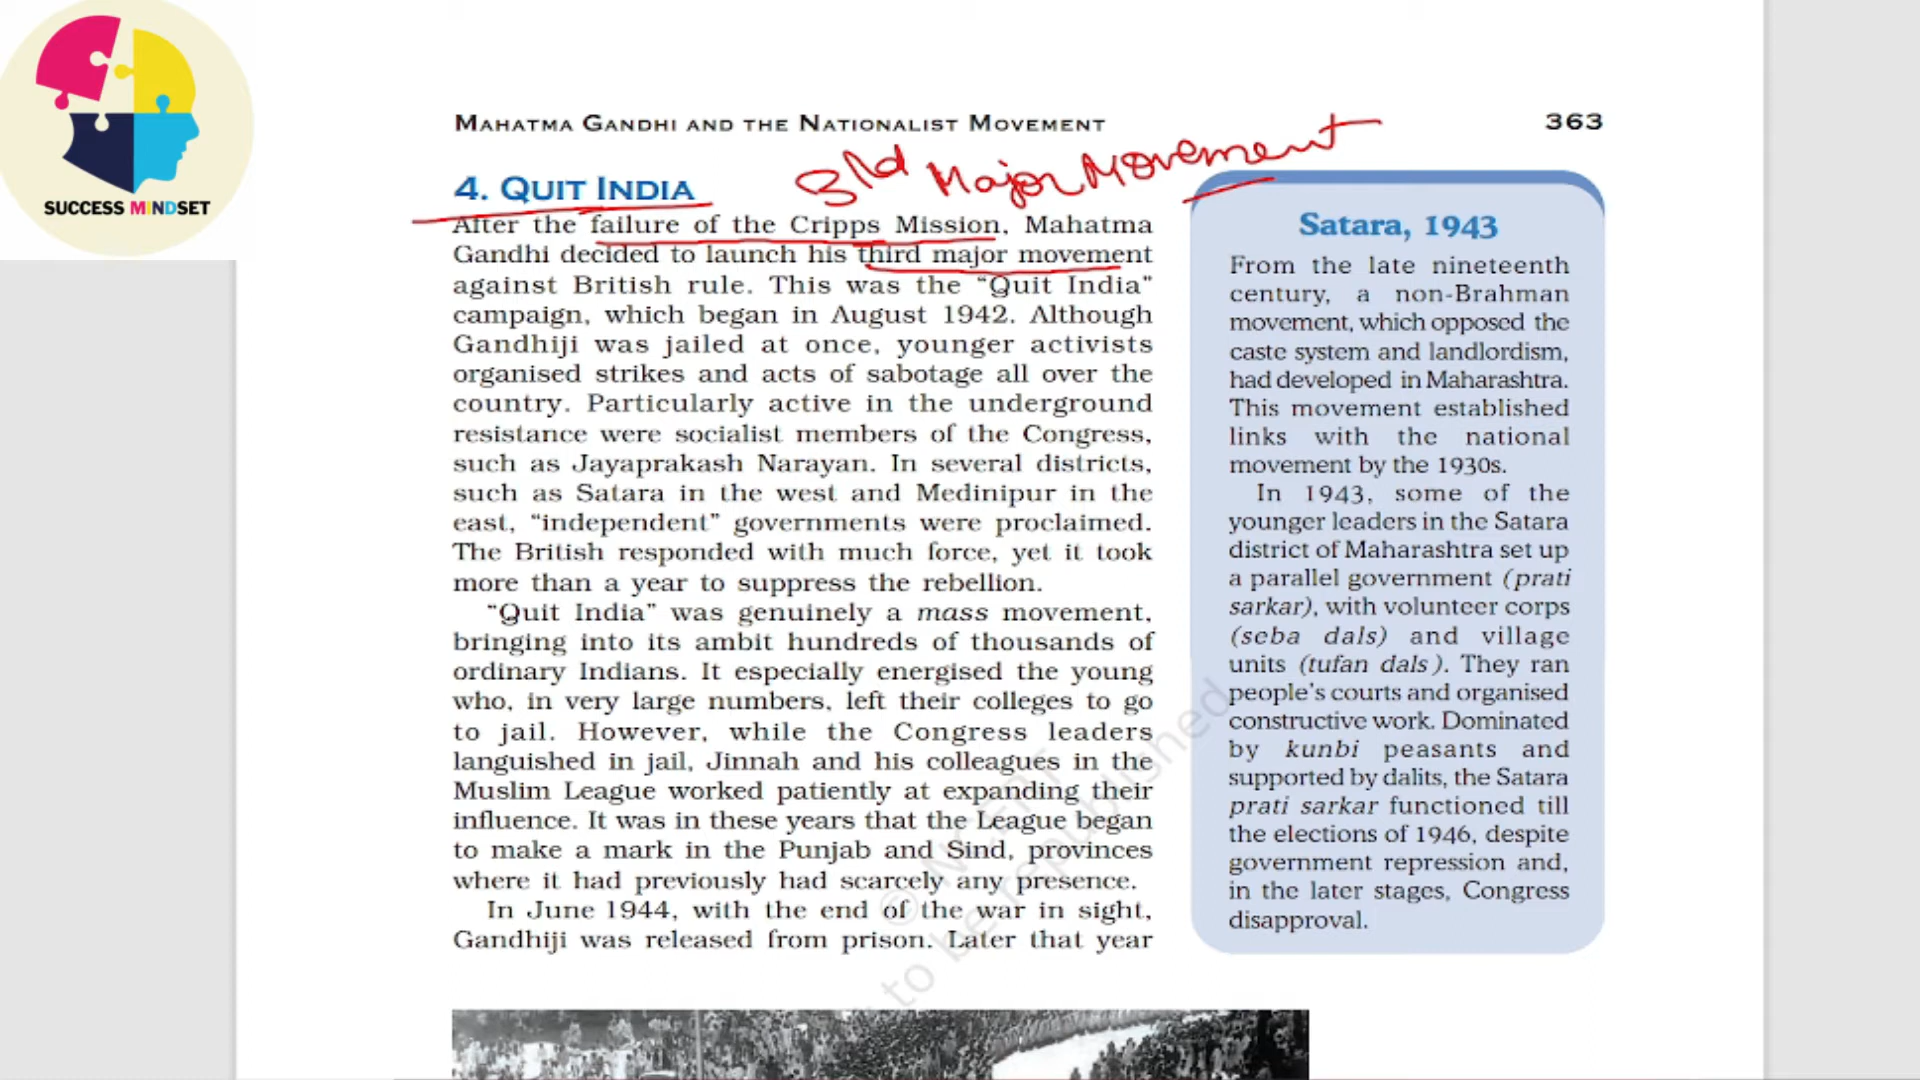 SUCCESS MINDSET
MAHATMA GANDHI AND THE NATIONALIST MOVEMENT
363
3rd Major Movement
4. QUIT INDIA
After the failure of the Cripps Mission, Mahatma
Gandhi decided to launch his third major movement
against British rule. This was the “Quit India”
campaign, which began in August 1942. Although
Gandhiji was jailed at once, younger activists
organised strikes and acts of sabotage all over the
country. Particularly active in the underground
resistance were socialist members of the Congress,
such as Jayaprakash Narayan. In several districts,
such as Satara in the west and Medinipur in the
east, “independent” governments were proclaimed.
The British responded with much force, yet it took
more than a year to suppress the rebellion.
“Quit India” was genuinely a mass movement,
bringing into its ambit hundreds of thousands of
ordinary Indians. It especially energised the young
who, in very large numbers, left their colleges to go
to jail. However, while the Congress leaders
languished in jail, Jinnah and his colleagues in the
Muslim League worked patiently at expanding their
influence. It was in these years that the League began
to make a mark in the Punjab and Sind, provinces
where it had previously had scarcely any presence.
In June 1944, with the end of the war in sight,
Gandhiji was released from prison. Later that year
Satara, 1943
From the late nineteenth
century, a non-Brahman
movement, which opposed the
caste system and landlordism,
had developed in Maharashtra.
This movement established
links with the national
movement by the 1930s.
In 1943, some of the
younger leaders in the Satara
district of Maharashtra set up
a parallel government (prati
sarkar), with volunteer corps
(seba dals) and village
units (tufan dals). They ran
people’s courts and organised
constructive work. Dominated
by kunbi peasants and
supported by dalits, the Satara
prati sarkar functioned till
the elections of 1946, despite
government repression and,
in the later stages, Congress
disapproval.
© NCERT
to be republished